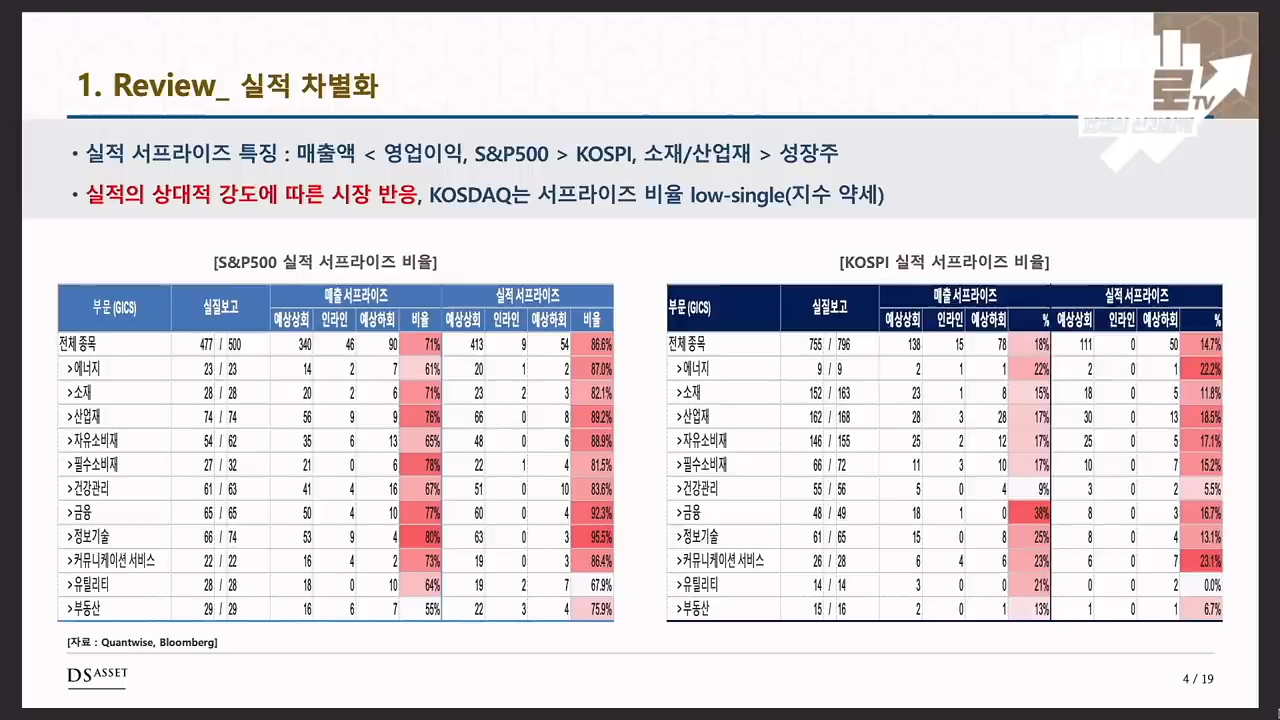 1. Review_ 실적 차별화
로TV
• 실적 서프라이즈 특징 : 매출액 < 영업이익, S&P500 > KOSPI, 소재/산업재 > 성장주
• 실적의 상대적 강도에 따른 시장 반응, KOSDAQ는 서프라이즈 비율 low-single(지수 약세)
[S&P500 실적 서프라이즈 비율]
부문 (GICS) 실질보고 매출 서프라이즈 실적 서프라이즈
예상상회 인라인 예상하회 비율 예상상회 인라인 예상하회 비율
전체 종목 477 / 500 340 46 90 71% 413 9 54 86.6%
>에너지 23 / 23 14 2 7 61% 20 1 2 87.0%
>소재 28 / 28 20 2 6 71% 23 2 3 82.1%
>산업재 74 / 74 56 9 9 76% 66 0 8 89.2%
>자유소비재 54 / 62 35 6 13 65% 48 0 6 88.9%
>필수소비재 27 / 32 21 0 6 78% 22 1 4 81.5%
>건강관리 61 / 63 41 4 16 67% 51 0 10 83.6%
>금융 65 / 65 50 4 10 77% 60 0 4 92.3%
>정보기술 66 / 74 53 9 4 80% 63 0 3 95.5%
>커뮤니케이션 서비스 22 / 22 16 4 2 73% 19 0 3 86.4%
>유틸리티 28 / 28 18 0 10 64% 19 2 7 67.9%
>부동산 29 / 29 16 6 7 55% 22 3 4 75.9%
[KOSPI 실적 서프라이즈 비율]
부문 (GICS) 실질보고 매출 서프라이즈 실적 서프라이즈
예상상회 인라인 예상하회 % 예상상회 인라인 예상하회 %
전체 종목 755 / 796 138 15 78 18% 111 0 50 14.7%
>에너지 9 / 9 2 1 1 22% 2 0 1 22.2%
>소재 152 / 163 23 1 8 15% 18 0 5 11.8%
>산업재 162 / 168 28 3 28 17% 30 0 13 18.5%
>자유소비재 146 / 155 25 2 12 17% 25 0 5 17.1%
>필수소비재 66 / 72 11 3 10 17% 10 0 7 15.2%
>건강관리 55 / 56 5 0 4 9% 3 0 2 5.5%
>금융 48 / 49 18 1 0 38% 8 0 3 16.7%
>정보기술 61 / 65 15 0 8 25% 8 0 4 13.1%
>커뮤니케이션 서비스 26 / 28 6 4 6 23% 6 0 7 23.1%
>유틸리티 14 / 14 3 0 0 21% 0 0 2 0.0%
>부동산 15 / 16 2 0 1 13% 1 0 1 6.7%
[자료 : Quantwise, Bloomberg]
DS ASSET
4 / 19